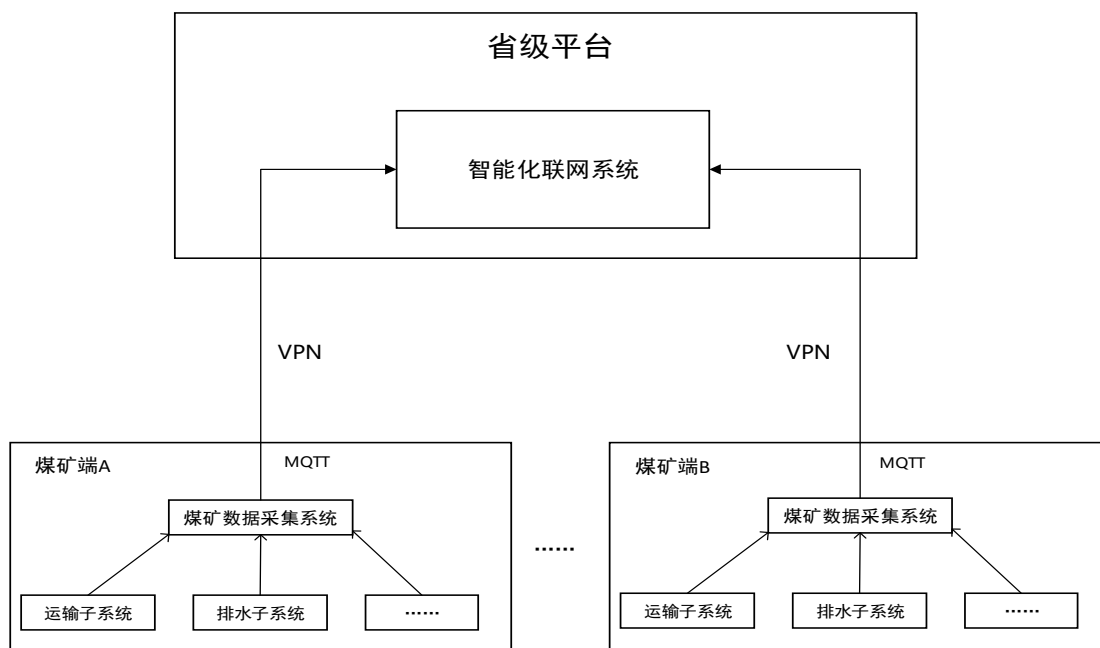 省级平台
智能化联网系统
VPN
VPN
煤矿端A
MQTT
煤矿数据采集系统
运输子系统
排水子系统
······
······
煤矿端B
MQTT
煤矿数据采集系统
运输子系统
排水子系统
······